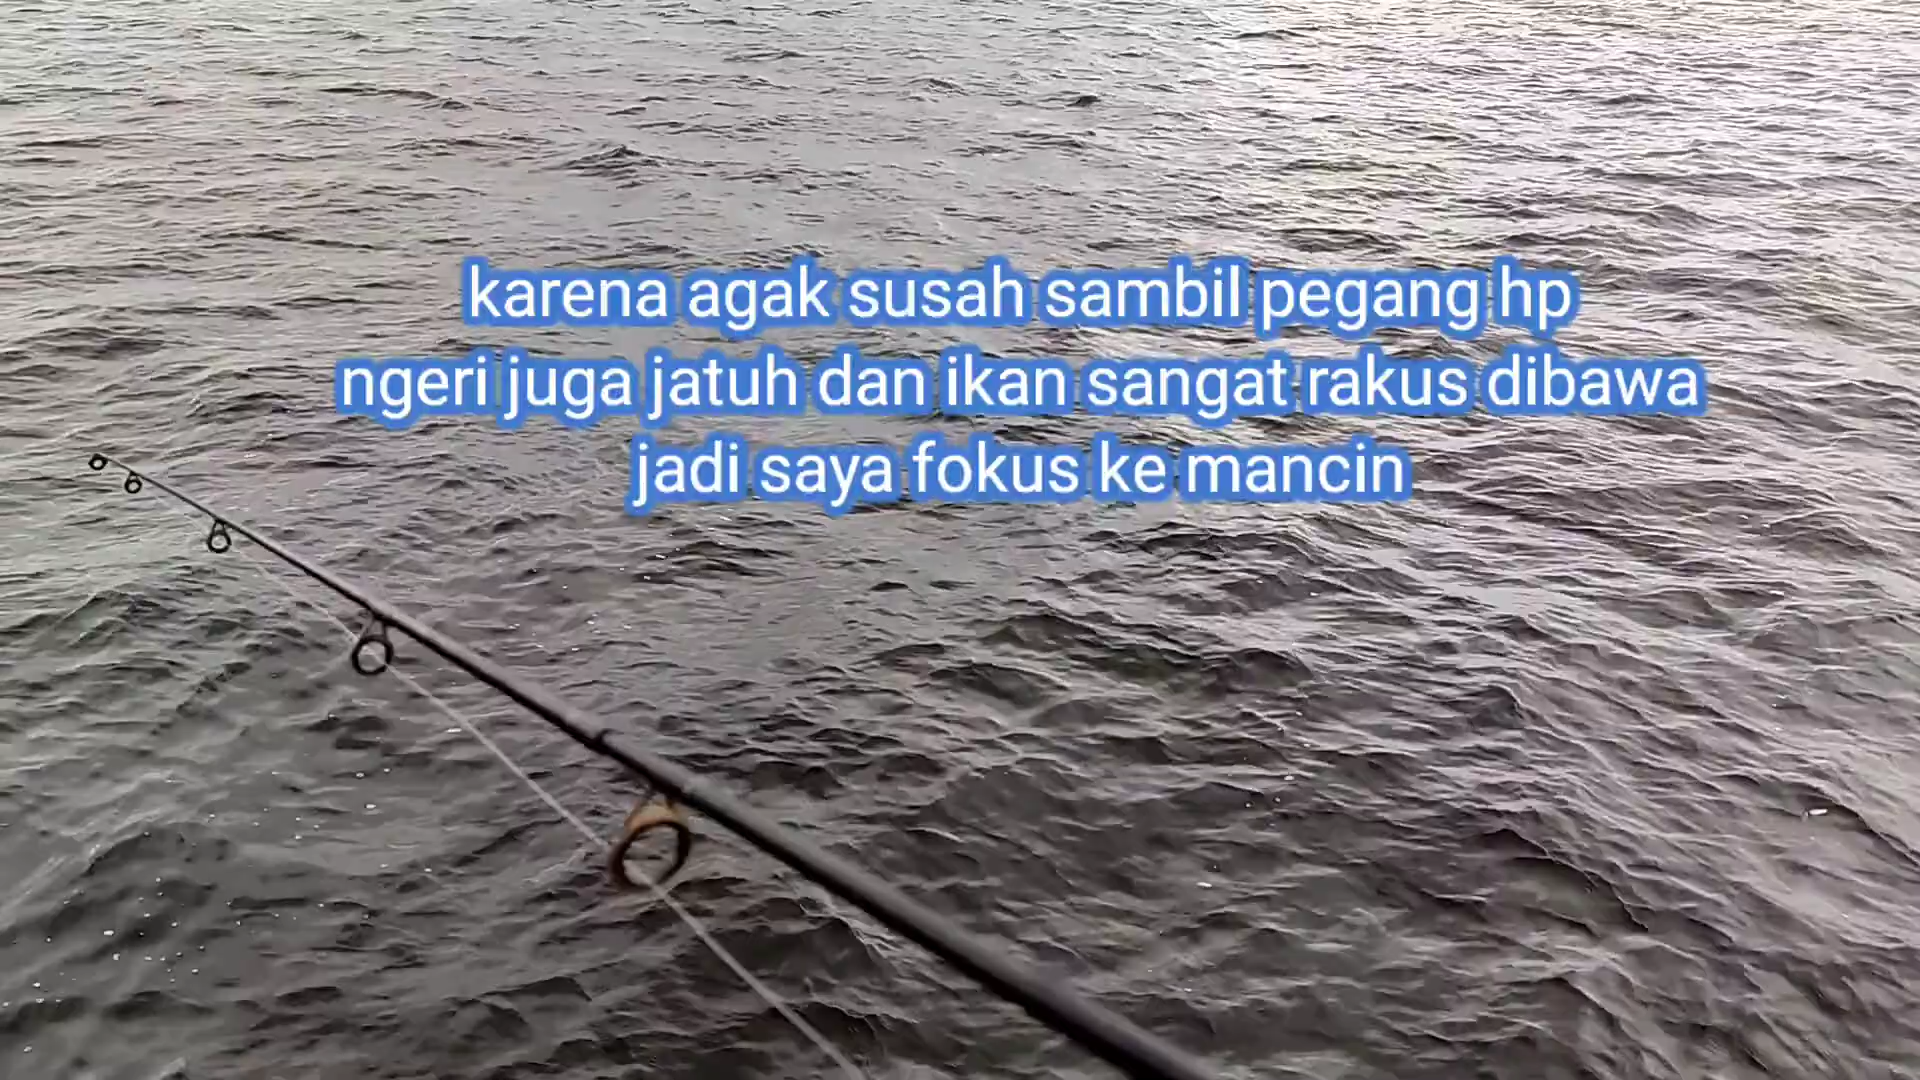 karena agak susah sambil pegang hp
ngeri juga jatuh dan ikan sangat rakus dibawa
jadi saya fokus ke mancin